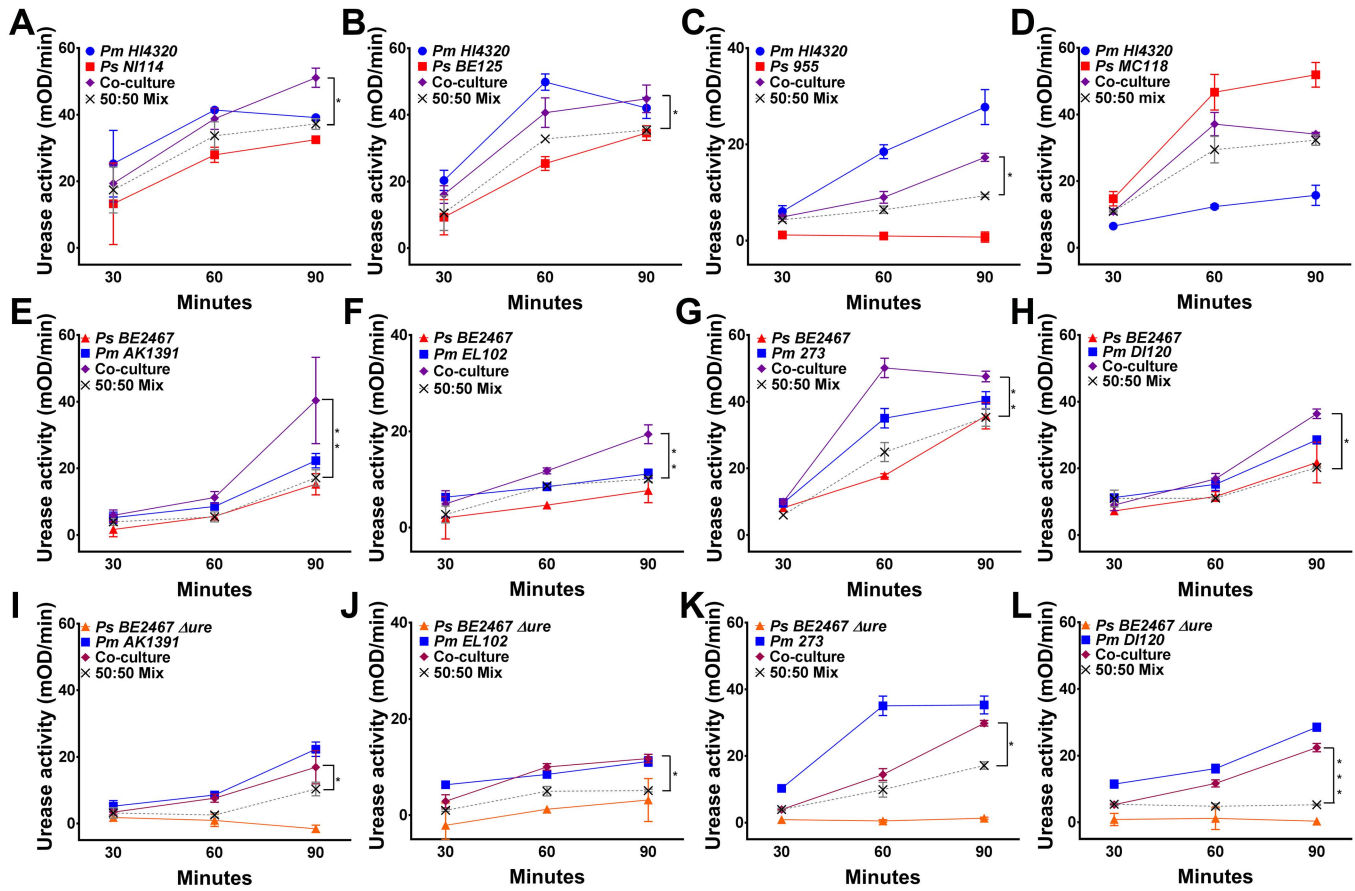 A
Urease activity (mOD/min)
60
40
20
0
Pm HI4320
Ps NI114
Co-culture
50:50 Mix
*
30 60 90
Minutes
B
Urease activity (mOD/min)
60
40
20
0
Pm HI4320
Ps BE125
Co-culture
50:50 Mix
*
30 60 90
Minutes
C
Urease activity (mOD/min)
40
20
0
Pm HI4320
Ps 955
Co-culture
50:50 Mix
*
30 60 90
Minutes
D
Urease activity (mOD/min)
60
40
20
0
Pm HI4320
Ps MC118
Co-culture
50:50 mix
30 60 90
Minutes
E
Urease activity (mOD/min)
60
40
20
0
Ps BE2467
Pm AK1391
Co-culture
50:50 Mix
**
30 60 90
Minutes
F
Urease activity (mOD/min)
40
20
0
Ps BE2467
Pm EL102
Co-culture
50:50 Mix
**
30 60 90
Minutes
G
Urease activity (mOD/min)
60
40
20
0
Ps BE2467
Pm 273
Co-culture
50:50 Mix
**
30 60 90
Minutes
H
Urease activity (mOD/min)
60
40
20
0
Ps BE2467
Pm DI120
Co-culture
50:50 Mix
*
30 60 90
Minutes
I
Urease activity (mOD/min)
60
40
20
0
Ps BE2467 Δure
Pm AK1391
Co-culture
50:50 Mix
*
30 60 90
Minutes
J
Urease activity (mOD/min)
40
20
0
Ps BE2467 Δure
Pm EL102
Co-culture
50:50 Mix
*
30 60 90
Minutes
K
Urease activity (mOD/min)
60
40
20
0
Ps BE2467 Δure
Pm 273
Co-culture
50:50 Mix
*
30 60 90
Minutes
L
Urease activity (mOD/min)
60
40
20
0
Ps BE2467 Δure
Pm DI120
Co-culture
50:50 Mix
***
30 60 90
Minutes